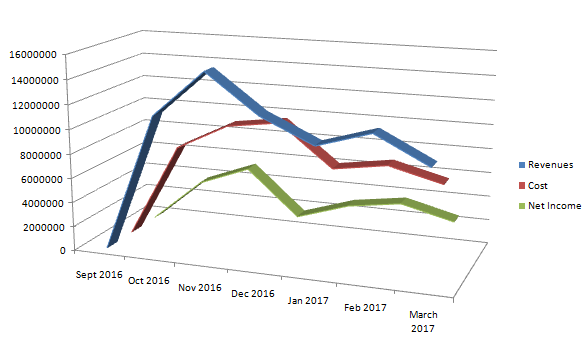 16000000
14000000
12000000
10000000
8000000
6000000
4000000
2000000
0
Sept 2016
Oct 2016
Nov 2016
Dec 2016
Jan 2017
Feb 2017
March
2017
Revenues
Cost
Net Income